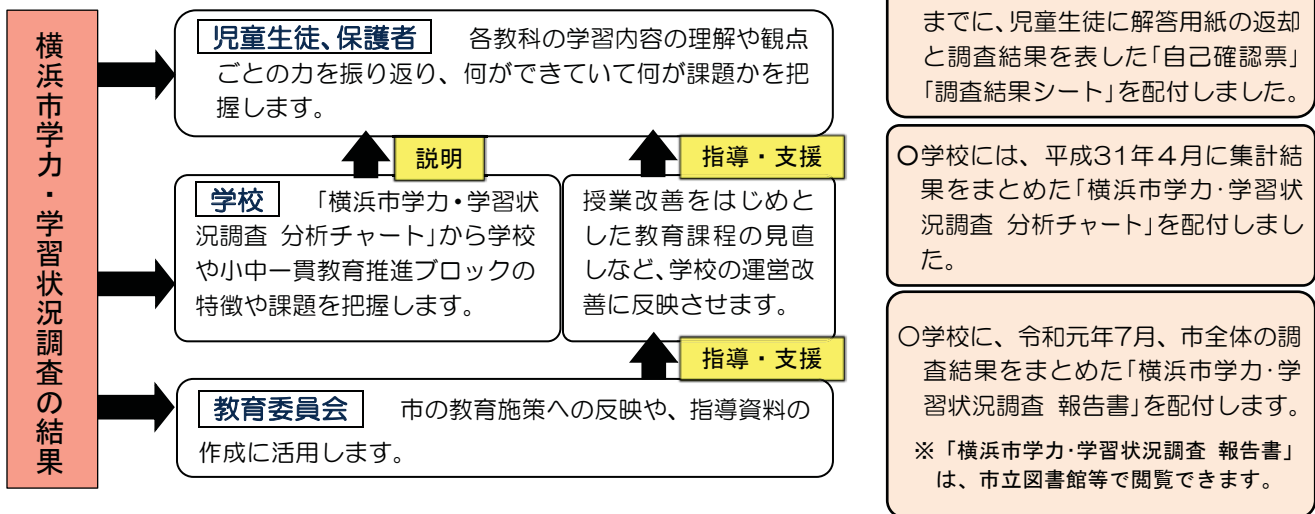 横浜市学力・学習状況調査の結果
児童生徒、保護者 各教科の学習内容の理解や観点
ごとの力を振り返り、何ができていて何が課題かを把
握します。
説明
指導・支援
学校 「横浜市学力・学習状
況調査 分析チャート」から学校
や小中一貫教育推進ブロックの
特徴や課題を把握します。
授業改善をはじめと
した教育課程の見直
しなど、学校の運営改
善に反映させます。
指導・支援
教育委員会 市の教育施策への反映や、指導資料の
作成に活用します。
までに、児童生徒に解答用紙の返却
と調査結果を表した「自己確認票」
「調査結果シート」を配付しました。
○学校には、平成31年４月に集計結
果をまとめた「横浜市学力・学習状
況調査 分析チャート」を配付しまし
た。
○学校に、令和元年7月、市全体の調
査結果をまとめた「横浜市学力・学
習状況調査 報告書」を配付します。
※「横浜市学力・学習状況調査 報告書」
は、市立図書館等で閲覧できます。